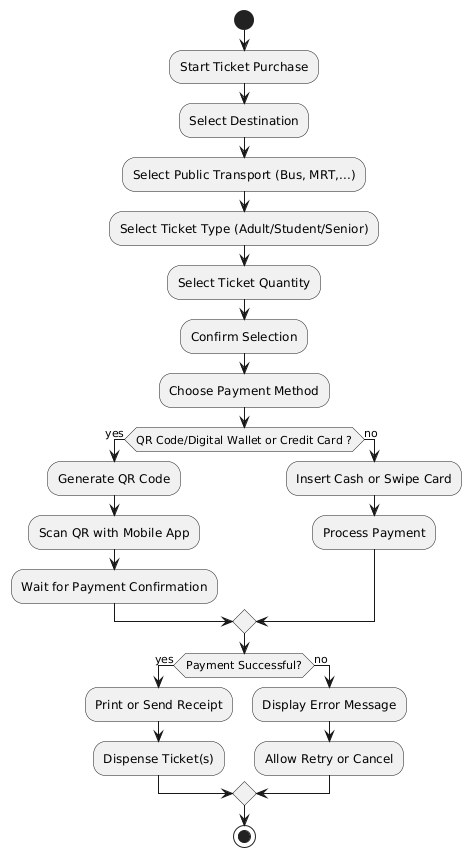 Start Ticket Purchase
Select Destination
Select Public Transport (Bus, MRT,...)
Select Ticket Type (Adult/Student/Senior)
Select Ticket Quantity
Confirm Selection
Choose Payment Method
yes
QR Code/Digital Wallet or Credit Card ?
no
Generate QR Code
Insert Cash or Swipe Card
Scan QR with Mobile App
Process Payment
Wait for Payment Confirmation
yes
Payment Successful?
no
Print or Send Receipt
Display Error Message
Dispense Ticket(s)
Allow Retry or Cancel